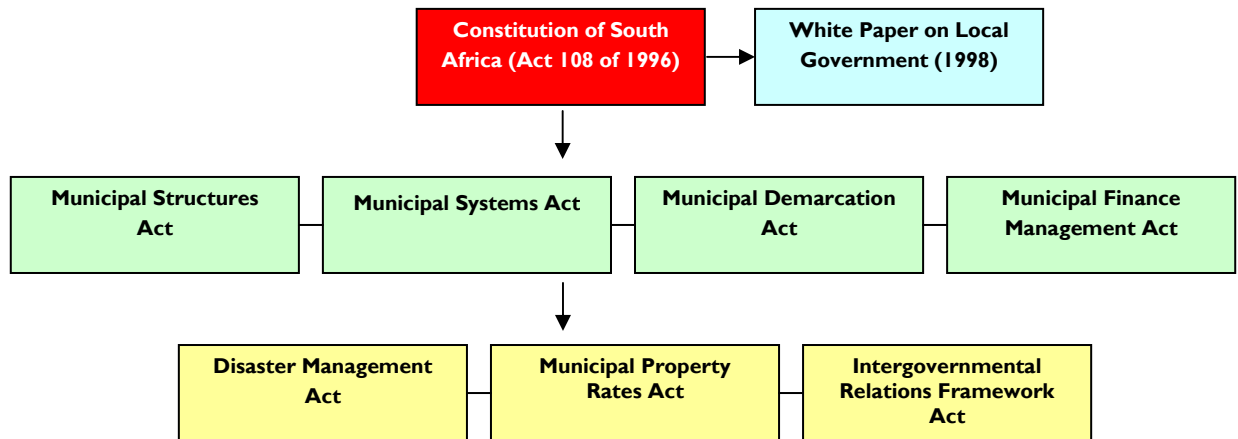 Constitution of South
Africa (Act 108 of 1996)
White Paper on Local
Government (1998)
Municipal Structures
Act
Municipal Systems Act
Municipal Demarcation
Act
Municipal Finance
Management Act
Disaster Management
Act
Municipal Property
Rates Act
Intergovernmental
Relations Framework
Act